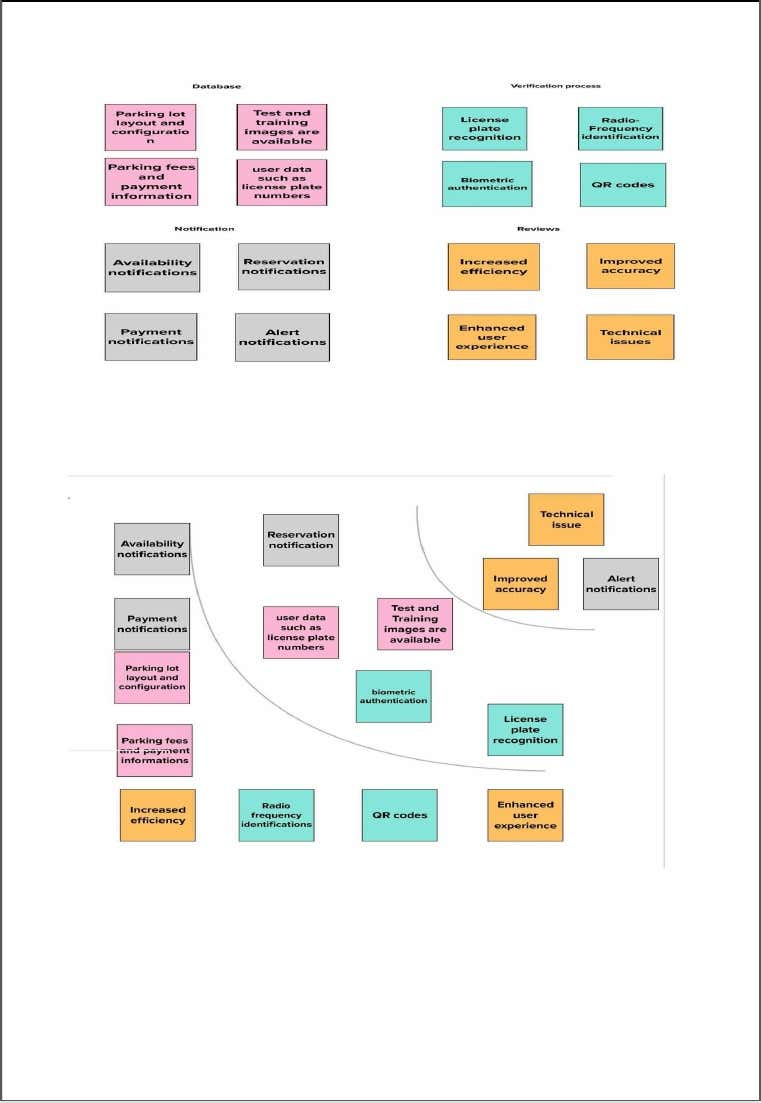 Database
Parking lot
layout and
configuratio
n
Test and
training
images are
available
Parking fees
and
payment
information
user data
such as
license plate
numbers
Verification process
License
plate
recognition
Radio-
Frequency
identification
Biometric
authentication
QR codes
Notification
Availability
notifications
Reservation
notifications
Payment
notifications
Alert
notifications
Reviews
Increased
efficiency
Improved
accuracy
Enhanced
user
experience
Technical
issues
Technical
issue
Reservation
notification
Availability
notifications
Improved
accuracy
Alert
notifications
Payment
notifications
user data
such as
license plate
numbers
Test and
Training
images are
available
Parking lot
layout and
configuration
biometric
authentication
License
plate
recognition
Parking fees
and payment
informations
Increased
efficiency
Radio
frequency
identifications
QR codes
Enhanced
user
experience